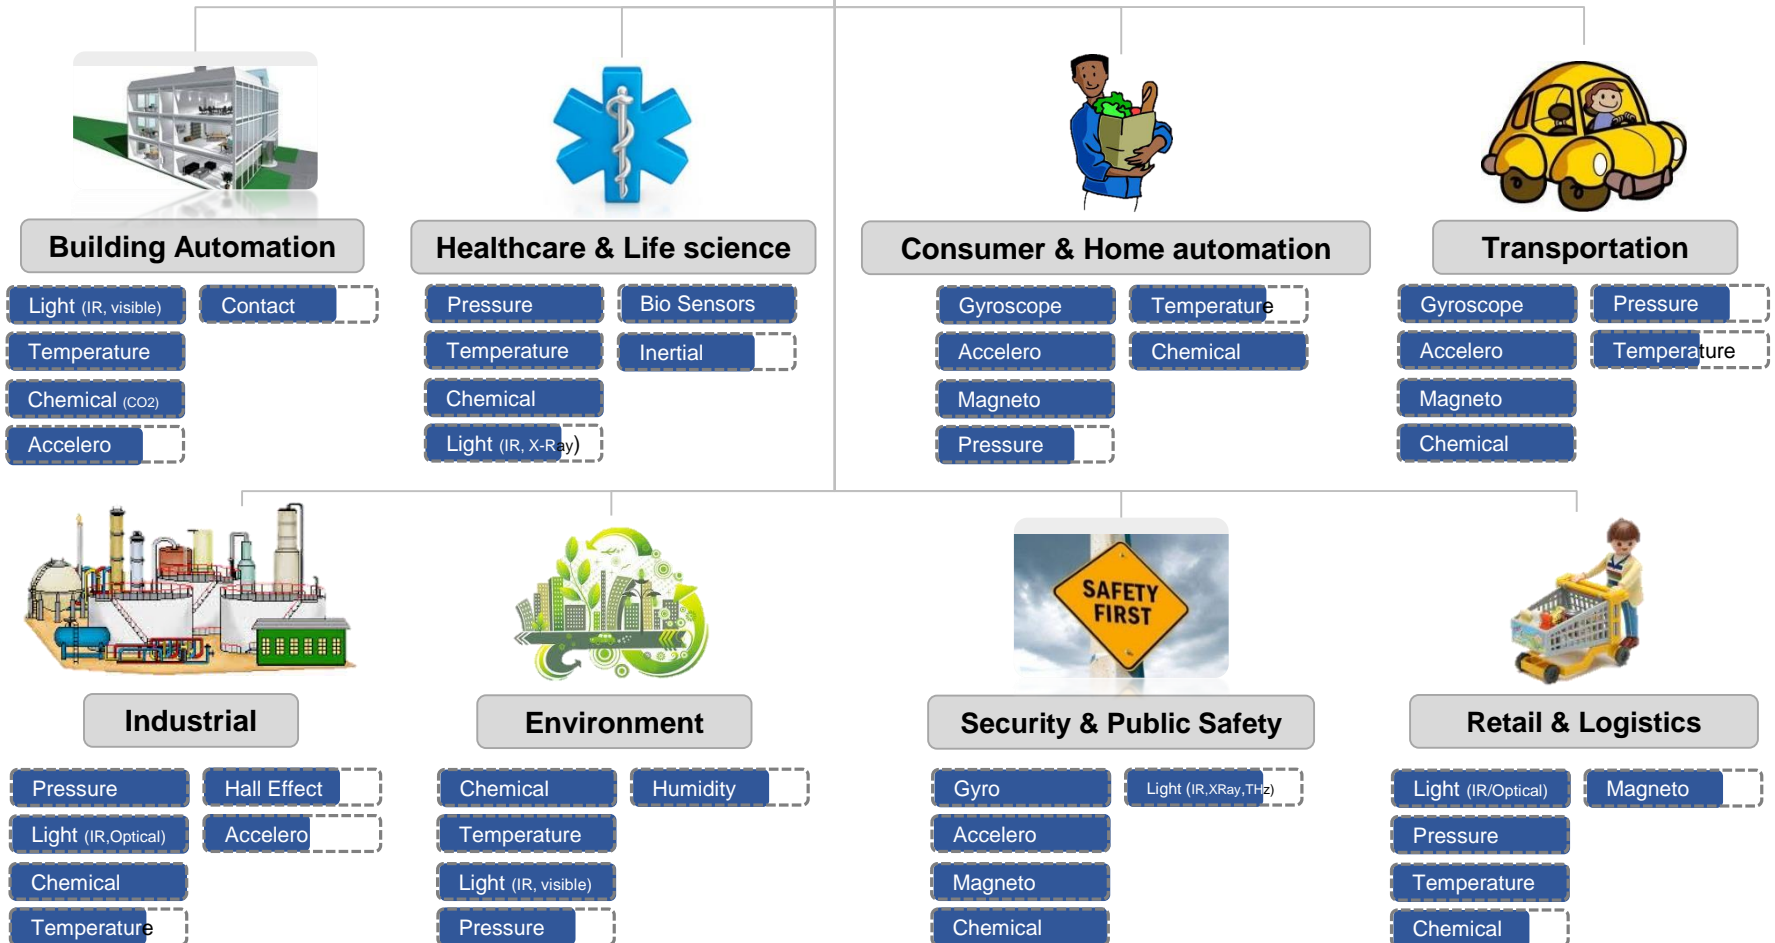 Building Automation
Light (IR, visible)
Temperature
Chemical (CO2)
Accelero
Contact
Healthcare & Life science
Pressure
Temperature
Chemical
Light (IR, X-Ray)
Bio Sensors
Inertial
Consumer & Home automation
Gyroscope
Accelero
Magneto
Pressure
Temperature
Chemical
Transportation
Gyroscope
Accelero
Magneto
Chemical
Pressure
Temperature
Industrial
Pressure
Light (IR,Optical)
Chemical
Temperature
Hall Effect
Accelero
Environment
Chemical
Temperature
Light (IR, visible)
Pressure
Humidity
SAFETY
FIRST
Security & Public Safety
Gyro
Accelero
Magneto
Chemical
Light (IR,XRay,THz)
Retail & Logistics
Light (IR/Optical)
Pressure
Temperature
Chemical
Magneto